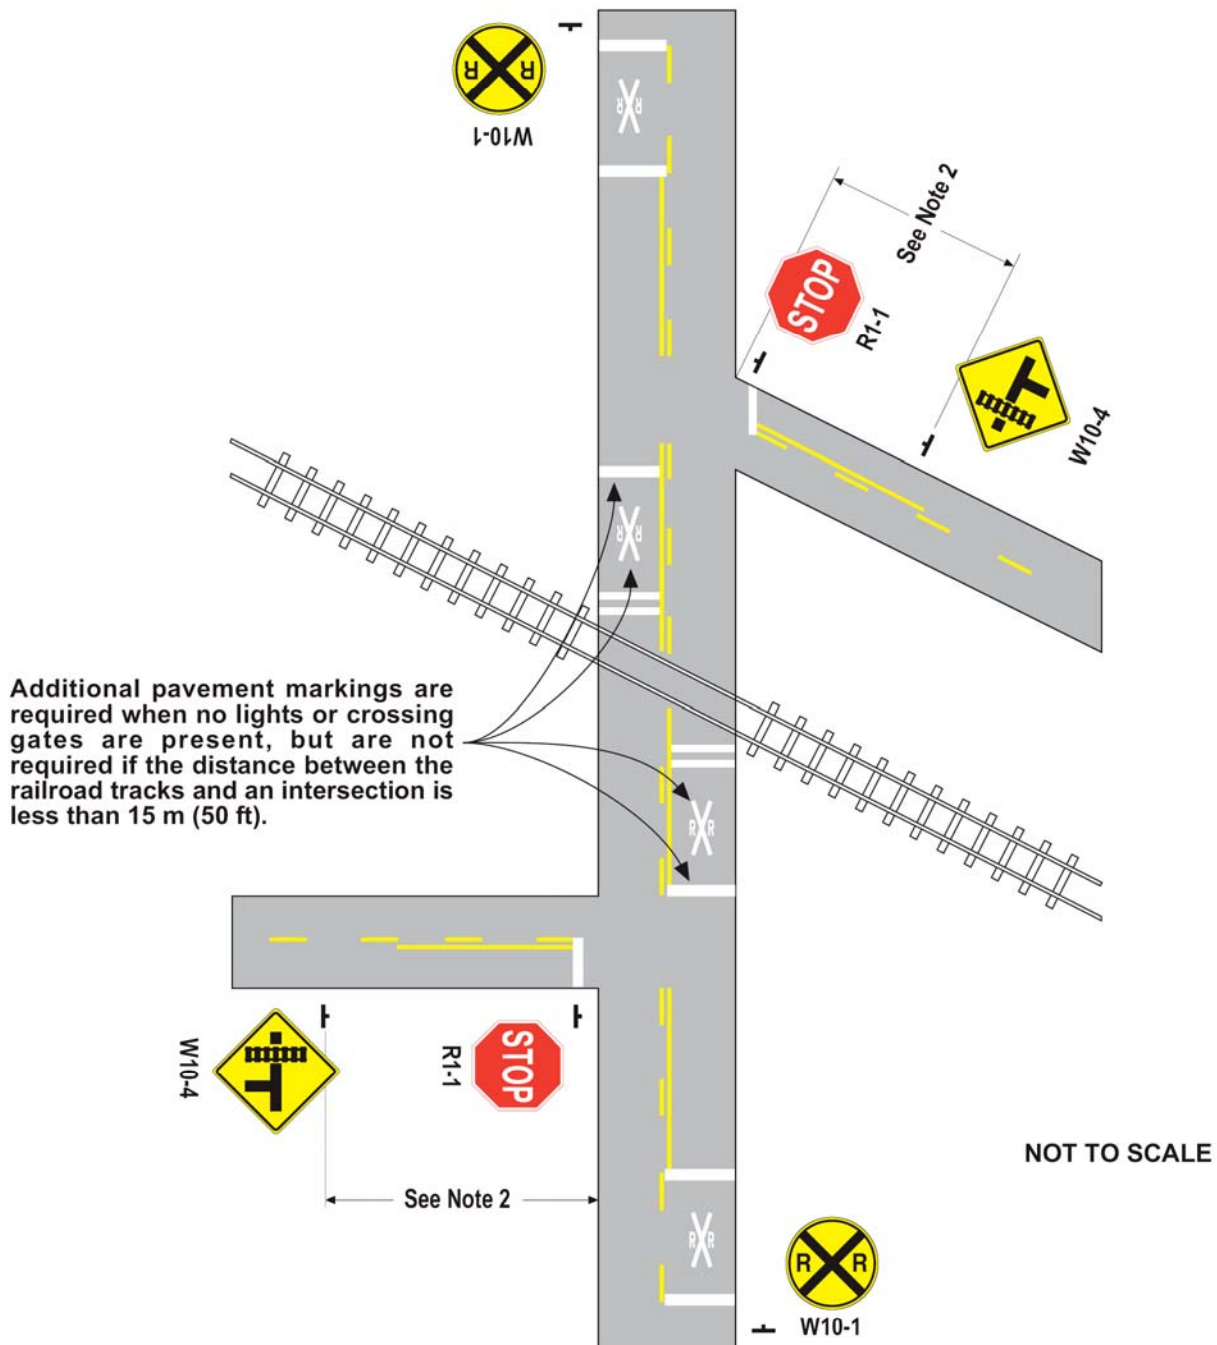 R R
W10-1
R R
See Note 2
STOP
R1-1
W10-4
R R
Additional pavement markings are
required when no lights or crossing
gates are present, but are not
required if the distance between the
railroad tracks and an intersection is
less than 15 m (50 ft).
R R
W10-4
R1-1
STOP
See Note 2
NOT TO SCALE
R R
R R
W10-1